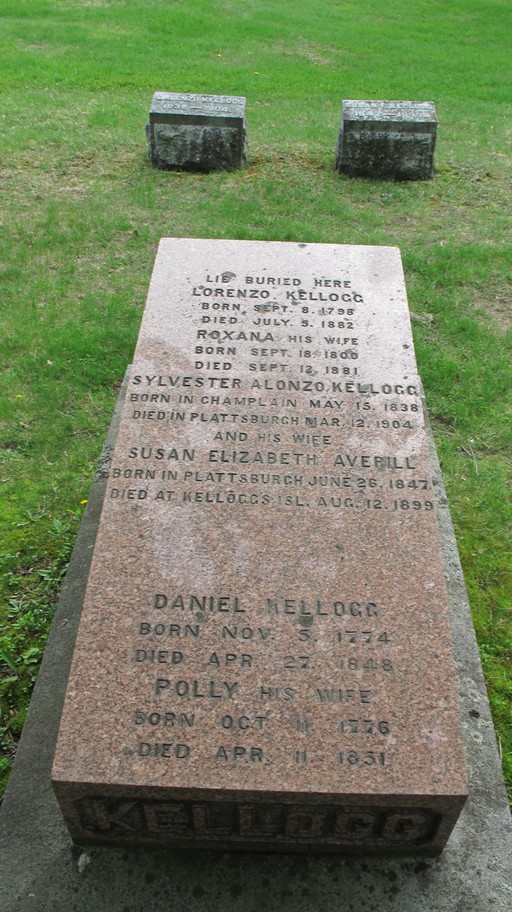 LORENZO KELLOGG
SUSAN E. KELLOGG
LIE BURIED HERE
LORENZO KELLOGG
BORN SEPT. 8. 1798
DIED JULY. 5. 1882
ROXANA HIS WIFE
BORN SEPT. 18. 1800
DIED SEPT. 12. 1881
SYLVESTER ALONZO KELLOGG
BORN IN CHAMPLAIN MAY 15. 1838
DIED IN PLATTSBURGH MAR. 12. 1904
AND HIS WIFE
SUSAN ELIZABETH AVERILL
BORN IN PLATTSBURGH JUNE 26. 1847
DIED AT KELLOGGS ISL. AUG. 12. 1899
DANIEL KELLOGG
BORN NOV. 5. 1774
DIED APR. 27. 1848
POLLY HIS WIFE
BORN OCT. 11. 1776
DIED APR. 11. 1831
KELLOGG